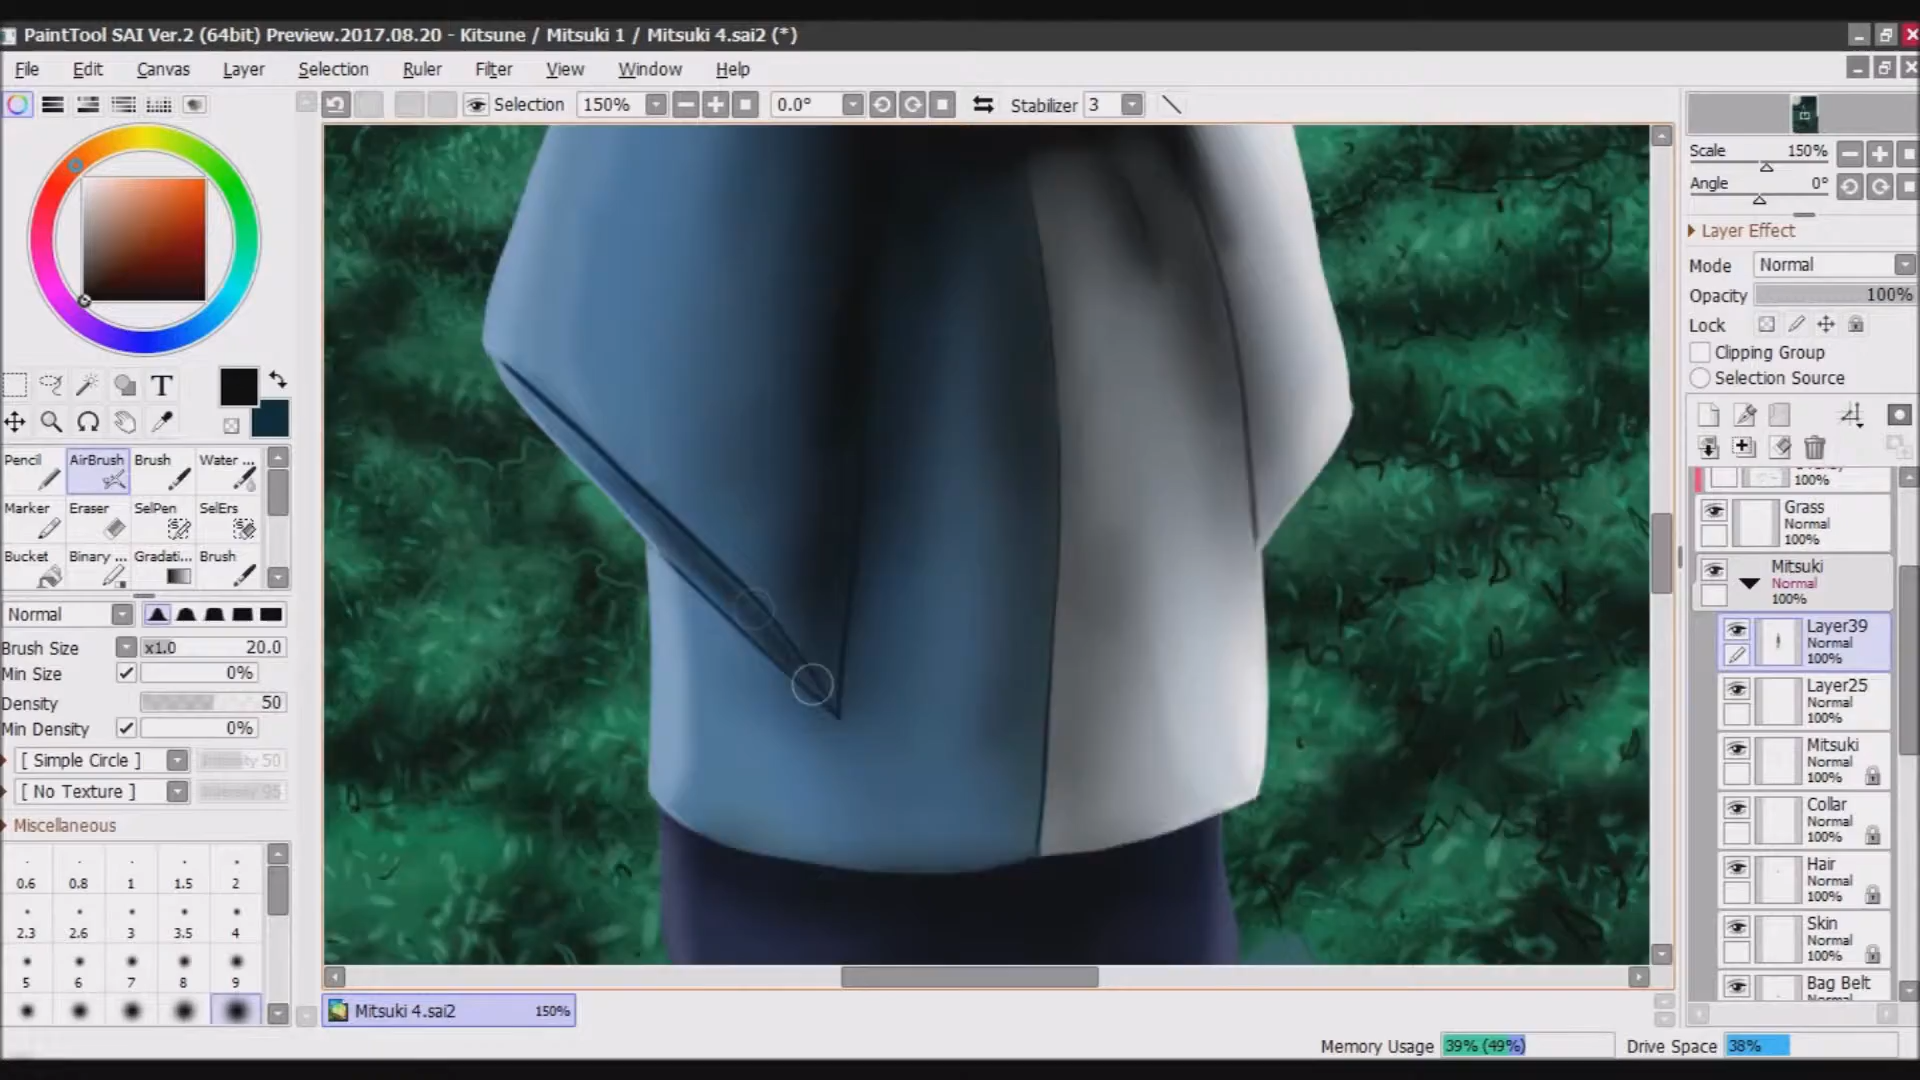 PaintTool SAI Ver.2 (64bit) Preview.2017.08.20 - Kitsune / Mitsuki 1 / Mitsuki 4.sai2 (*)
File Edit Canvas Layer Selection Ruler Filter View Window Help
Selection 150% 0.0° Stabilizer 3
Scale 150%
Angle 0°
Layer Effect
Mode Normal
Opacity 100%
Lock
Clipping Group
Selection Source
T
Pencil AirBrush Brush Water ...
Marker Eraser SelPen SelErs
Bucket Binary ... Gradati... Brush
Normal
Brush Size x1.0 20.0
Min Size 0%
Density 50
Min Density 0%
[ Simple Circle ] 50
[ No Texture ] 95
Miscellaneous
0.6 0.8 1 1.5 2
2.3 2.6 3 3.5 4
5 6 7 8 9
100%
Grass
Normal
100%
Mitsuki
Normal
100%
Layer39
Normal
100%
Layer25
Normal
100%
Mitsuki
Normal
100%
Collar
Normal
100%
Hair
Normal
100%
Skin
Normal
100%
Bag Belt
Normal
Mitsuki 4.sai2 150%
Memory Usage 39% (49%) Drive Space 38%